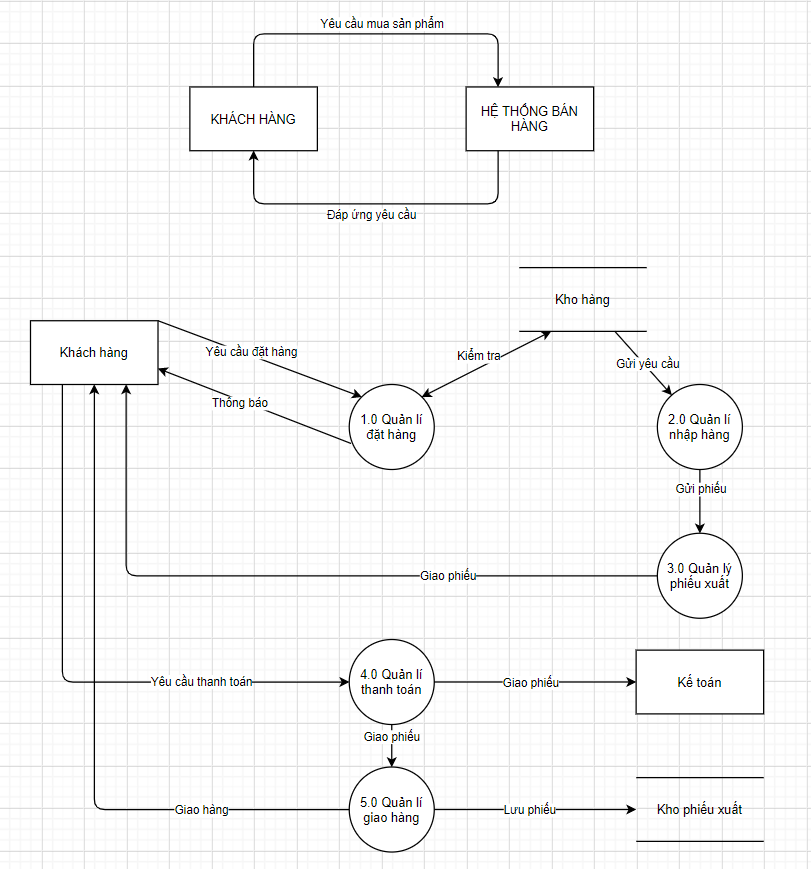 Yêu cầu mua sản phẩm
KHÁCH HÀNG
HỆ THỐNG BÁN
HÀNG
Đáp ứng yêu cầu
Kho hàng
Khách hàng
Yêu cầu đặt hàng
Kiểm tra
Gửi yêu cầu
Thông báo
1.0 Quản lí
đặt hàng
2.0 Quản lí
nhập hàng
Gửi phiếu
Giao phiếu
3.0 Quản lý
phiếu xuất
Yêu cầu thanh toán
4.0 Quản lí
thanh toán
Giao phiếu
Kế toán
Giao phiếu
Giao hàng
5.0 Quản lí
giao hàng
Lưu phiếu
Kho phiếu xuất